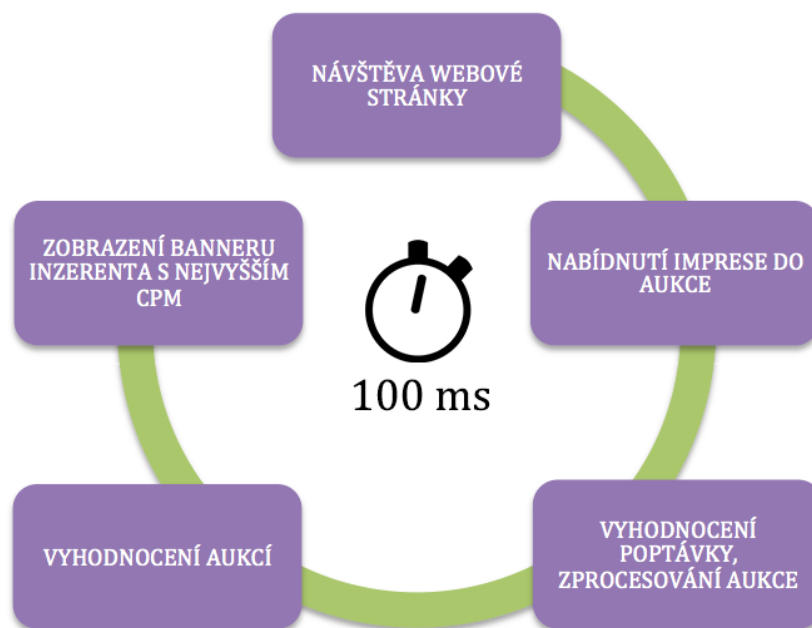 NÁVŠTĚVA WEBOVÉ
STRÁNKY
NABÍDNUTÍ IMPRESE DO
AUKCE
VYHODNOCENÍ
POPTÁVKY,
ZPROCESOVÁNÍ AUKCE
VYHODNOCENÍ AUKCÍ
ZOBRAZENÍ BANNERU
INZERENTA S NEJVYŠŠÍM
CPM
100 ms